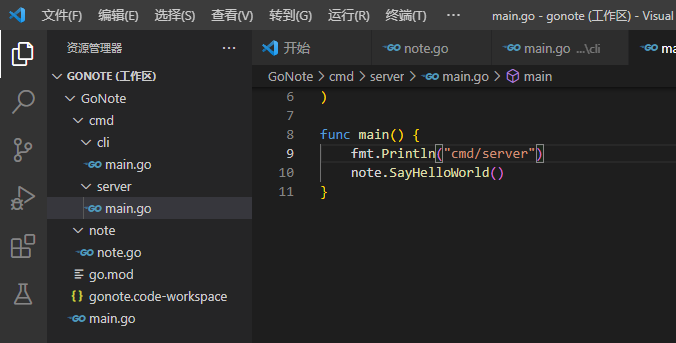 文件(F) 编辑(E) 选择(S) 查看(V) 转到(G) 运行(R) 终端(T) ··· main.go - gonote (工作区) - Visual
资源管理器 ···
开始 note.go main.go ...\cli
GONOTE (工作区)
GoNote > cmd > server > main.go > main
GoNote
cmd
cli
main.go
server
main.go
note
note.go
go.mod
gonote.code-workspace
main.go
6 )
7
8 func main() {
9 fmt.Println("cmd/server")
10 note.SayHelloWorld()
11 }